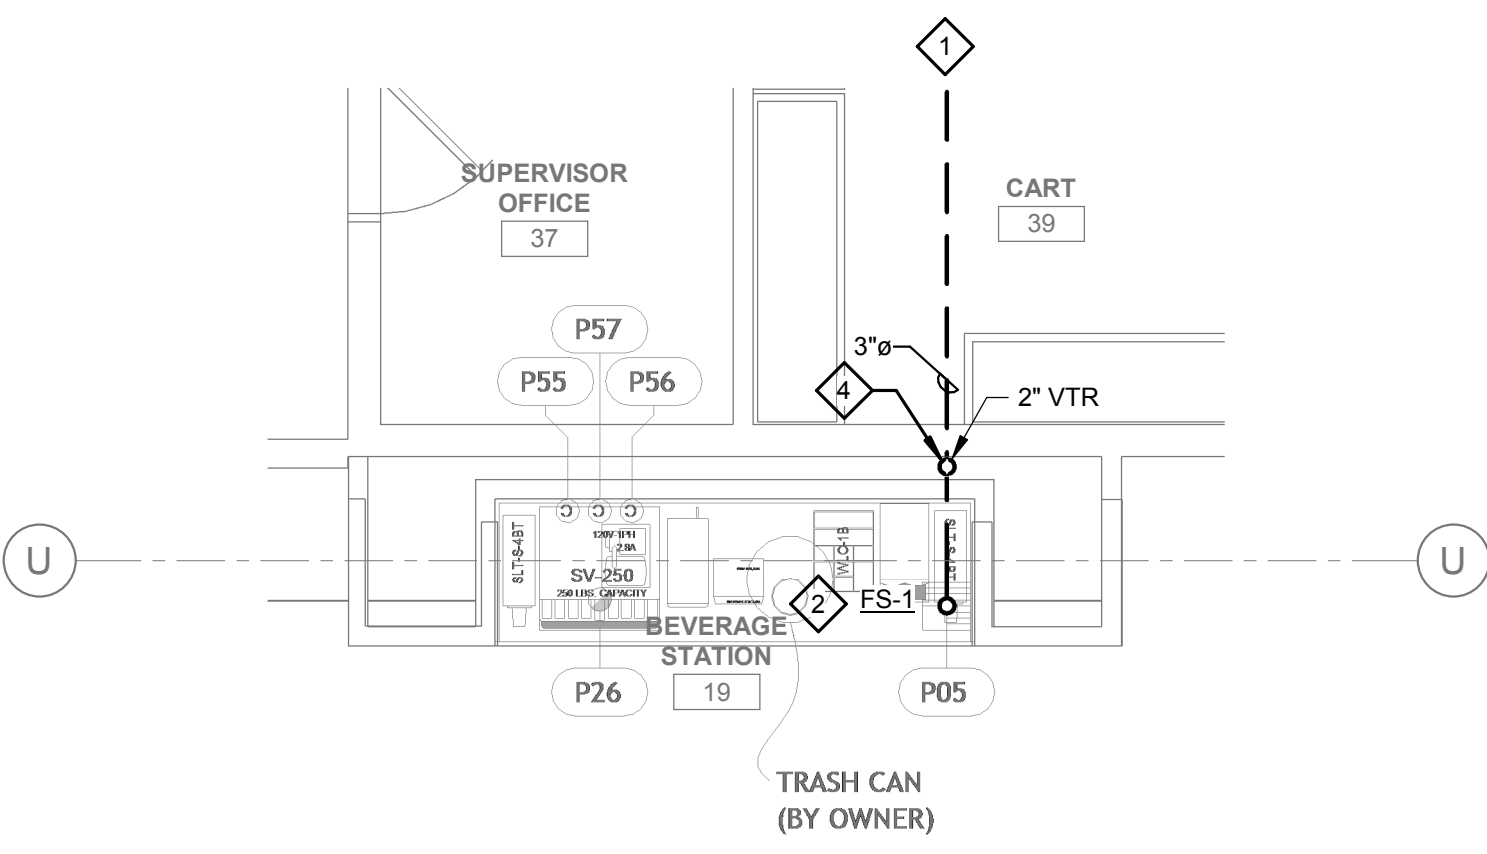 1
SUPERVISOR
OFFICE
37
CART
39
P57
P55
P56
3"ø
4
2" VTR
U
U
SLT-S-4BT
120V-1PH
2.8A
SV-250
250 LBS. CAPACITY
WLO-1B
2
FS-1
BEVERAGE
STATION
19
P26
P05
TRASH CAN
(BY OWNER)